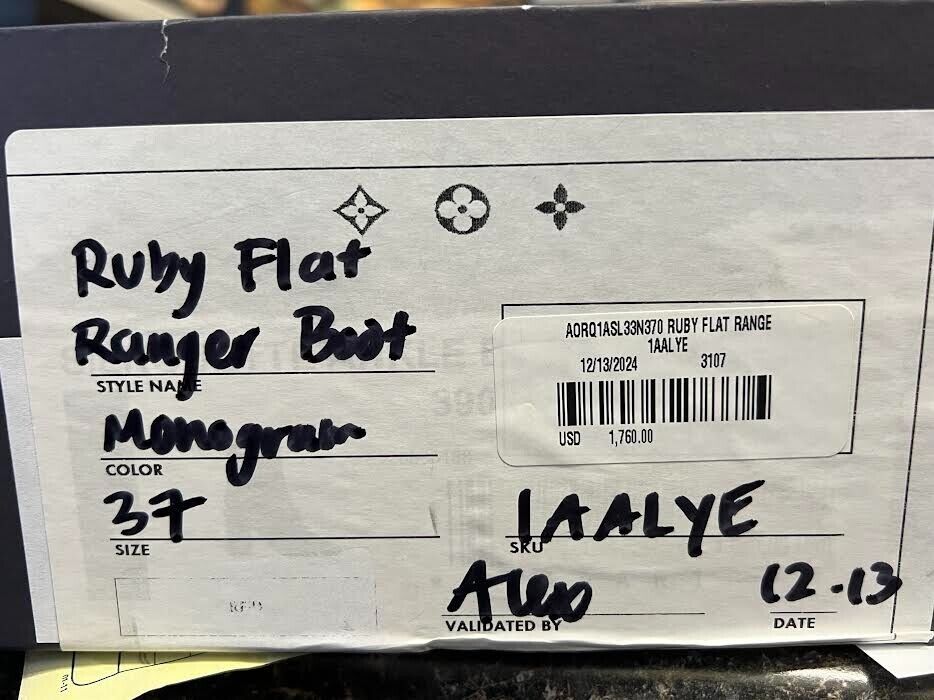 Ruby Flat
Ranger Boot
STYLE NAME
Monogram
COLOR
37
SIZE
A0RQ1ASL33N370 RUBY FLAT RANGE
1AALYE
12/13/2024 3107
USD 1,760.00
1AALYE
SKU
Alex
VALIDATED BY
12-13
DATE